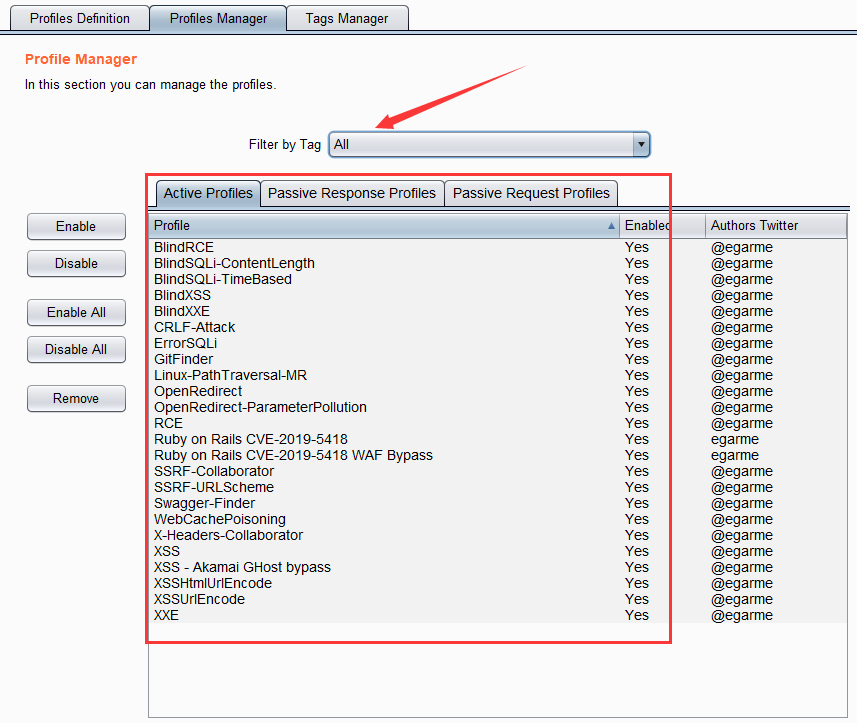 Profiles Definition Profiles Manager Tags Manager
Profile Manager
In this section you can manage the profiles.
Filter by Tag All
Active Profiles Passive Response Profiles Passive Request Profiles
Enable
Disable
Enable All
Disable All
Remove
Profile Enabled Authors Twitter
BlindRCE Yes @egarme
BlindSQLi-ContentLength Yes @egarme
BlindSQLi-TimeBased Yes @egarme
BlindXSS Yes @egarme
BlindXXE Yes @egarme
CRLF-Attack Yes @egarme
ErrorSQLi Yes @egarme
GitFinder Yes @egarme
Linux-PathTraversal-MR Yes @egarme
OpenRedirect Yes @egarme
OpenRedirect-ParameterPollution Yes @egarme
RCE Yes @egarme
Ruby on Rails CVE-2019-5418 Yes egarme
Ruby on Rails CVE-2019-5418 WAF Bypass Yes egarme
SSRF-Collaborator Yes @egarme
SSRF-URLScheme Yes @egarme
Swagger-Finder Yes @egarme
WebCachePoisoning Yes @egarme
X-Headers-Collaborator Yes @egarme
XSS Yes @egarme
XSS - Akamai GHost bypass Yes @egarme
XSSHtmlUrlEncode Yes @egarme
XSSUrlEncode Yes @egarme
XXE Yes @egarme